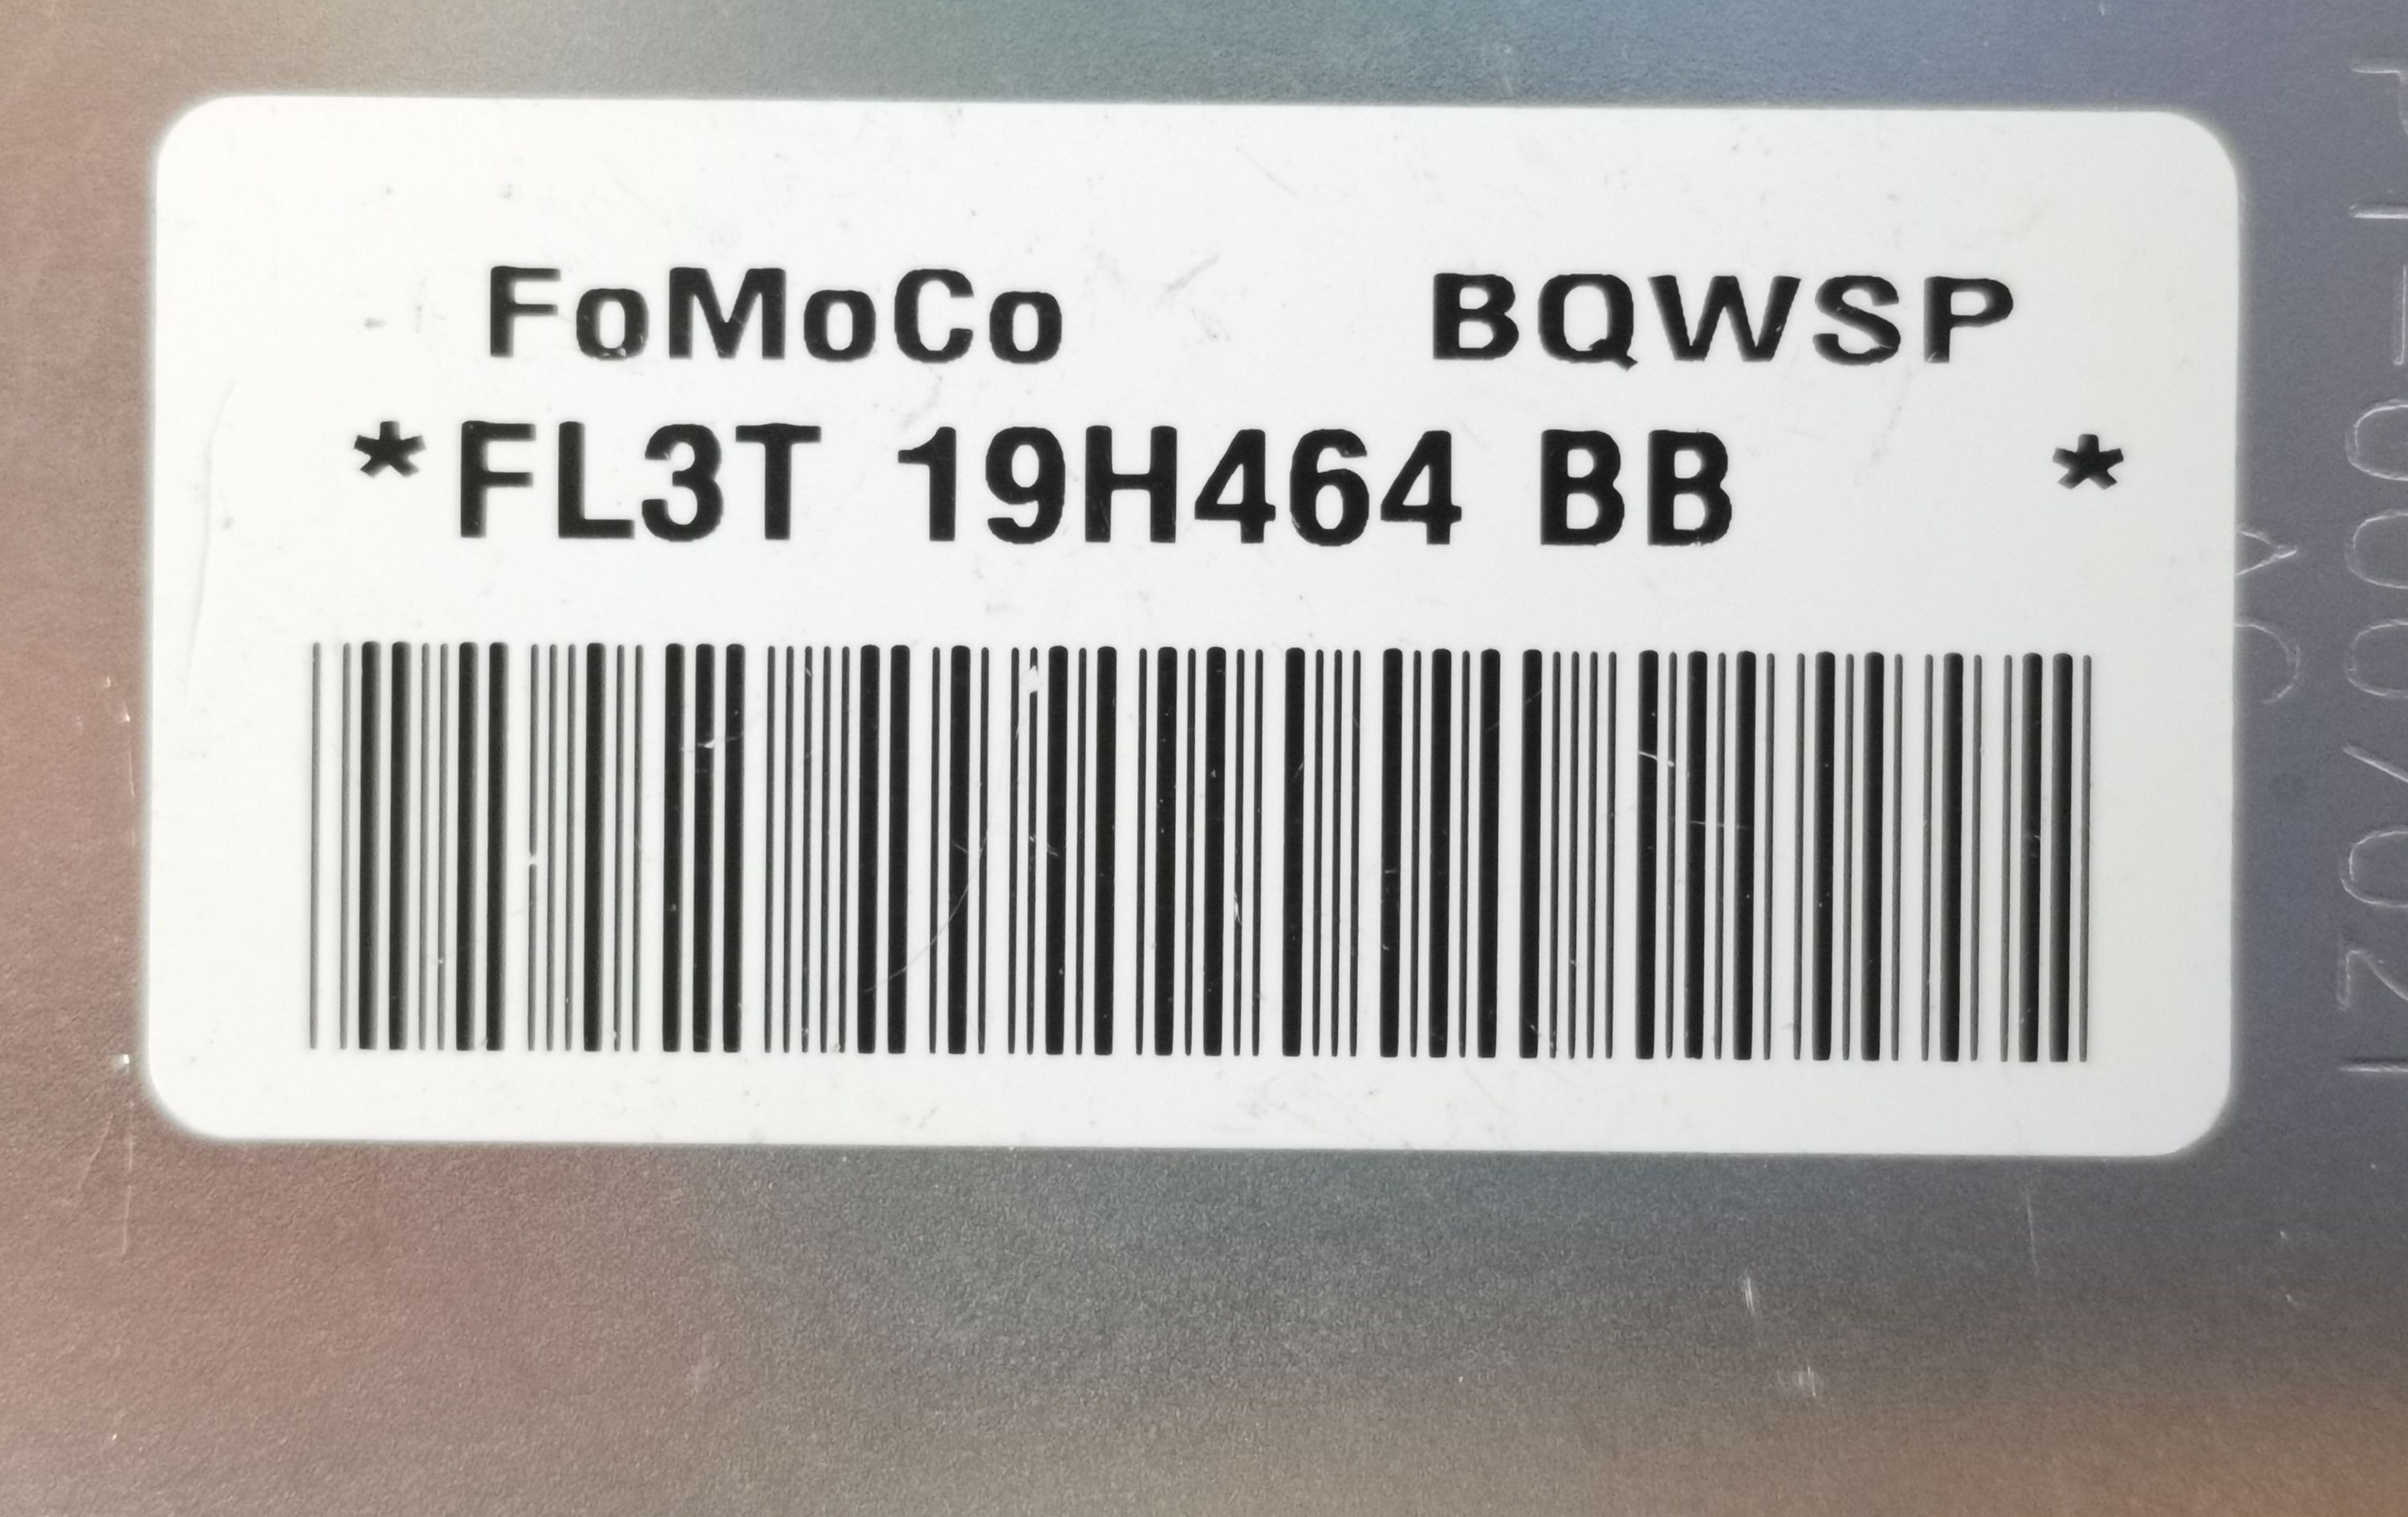 FoMoCo BQWSP
*FL3T 19H464 BB *